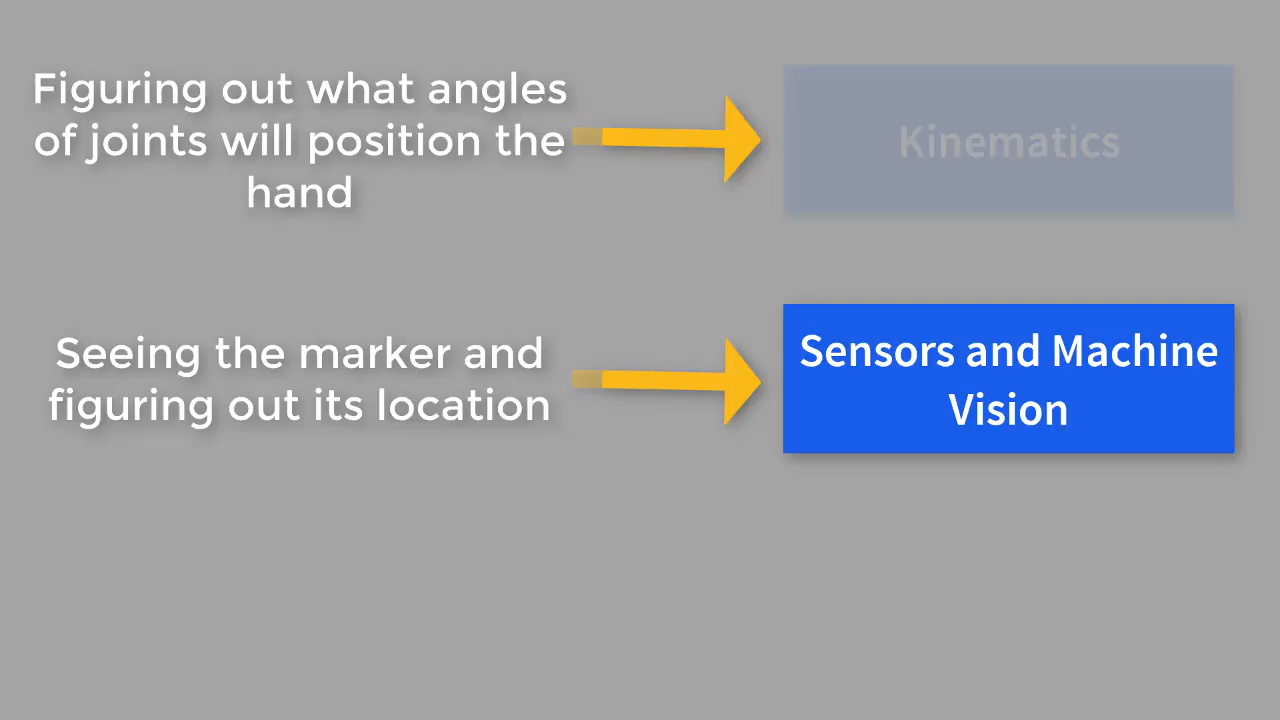 Figuring out what angles
of joints will position the
hand
Kinematics
Seeing the marker and
figuring out its location
Sensors and Machine
Vision